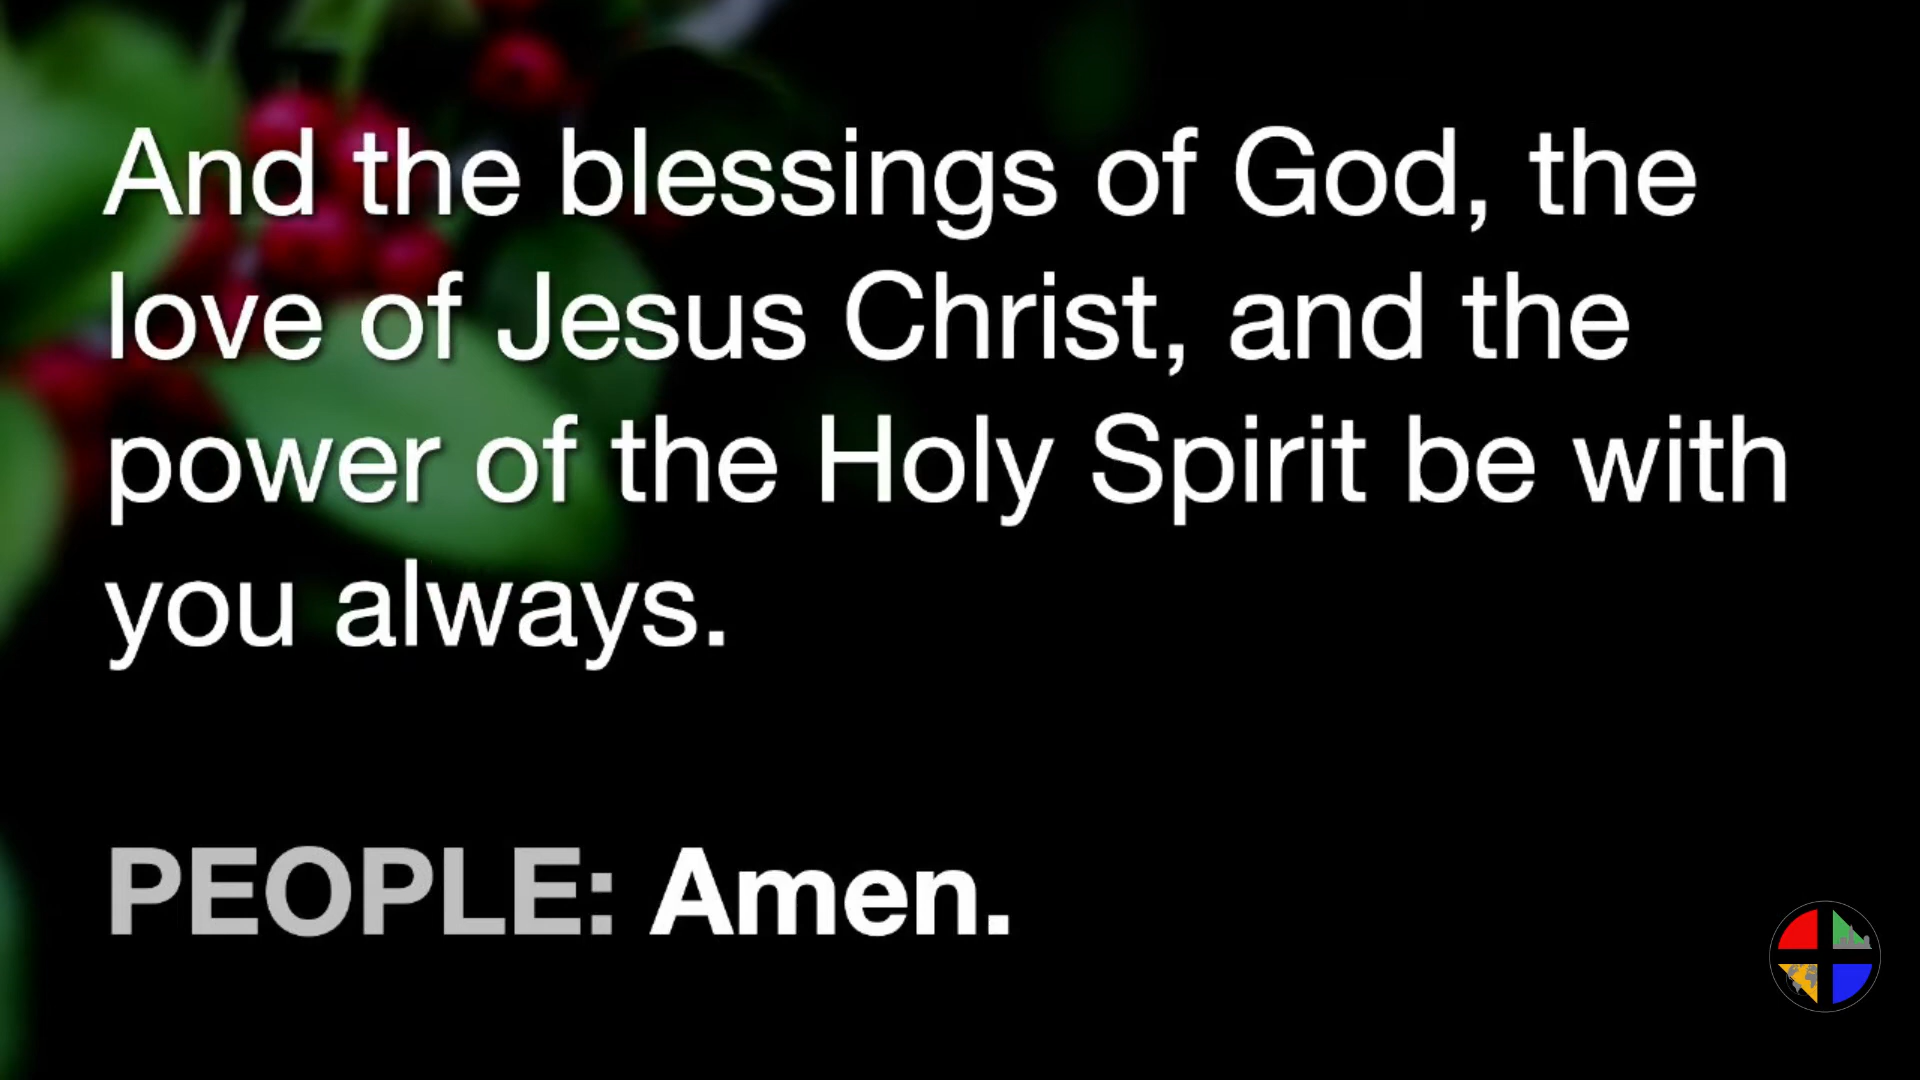 And the blessings of God, the
love of Jesus Christ, and the
power of the Holy Spirit be with
you always.
PEOPLE: Amen.